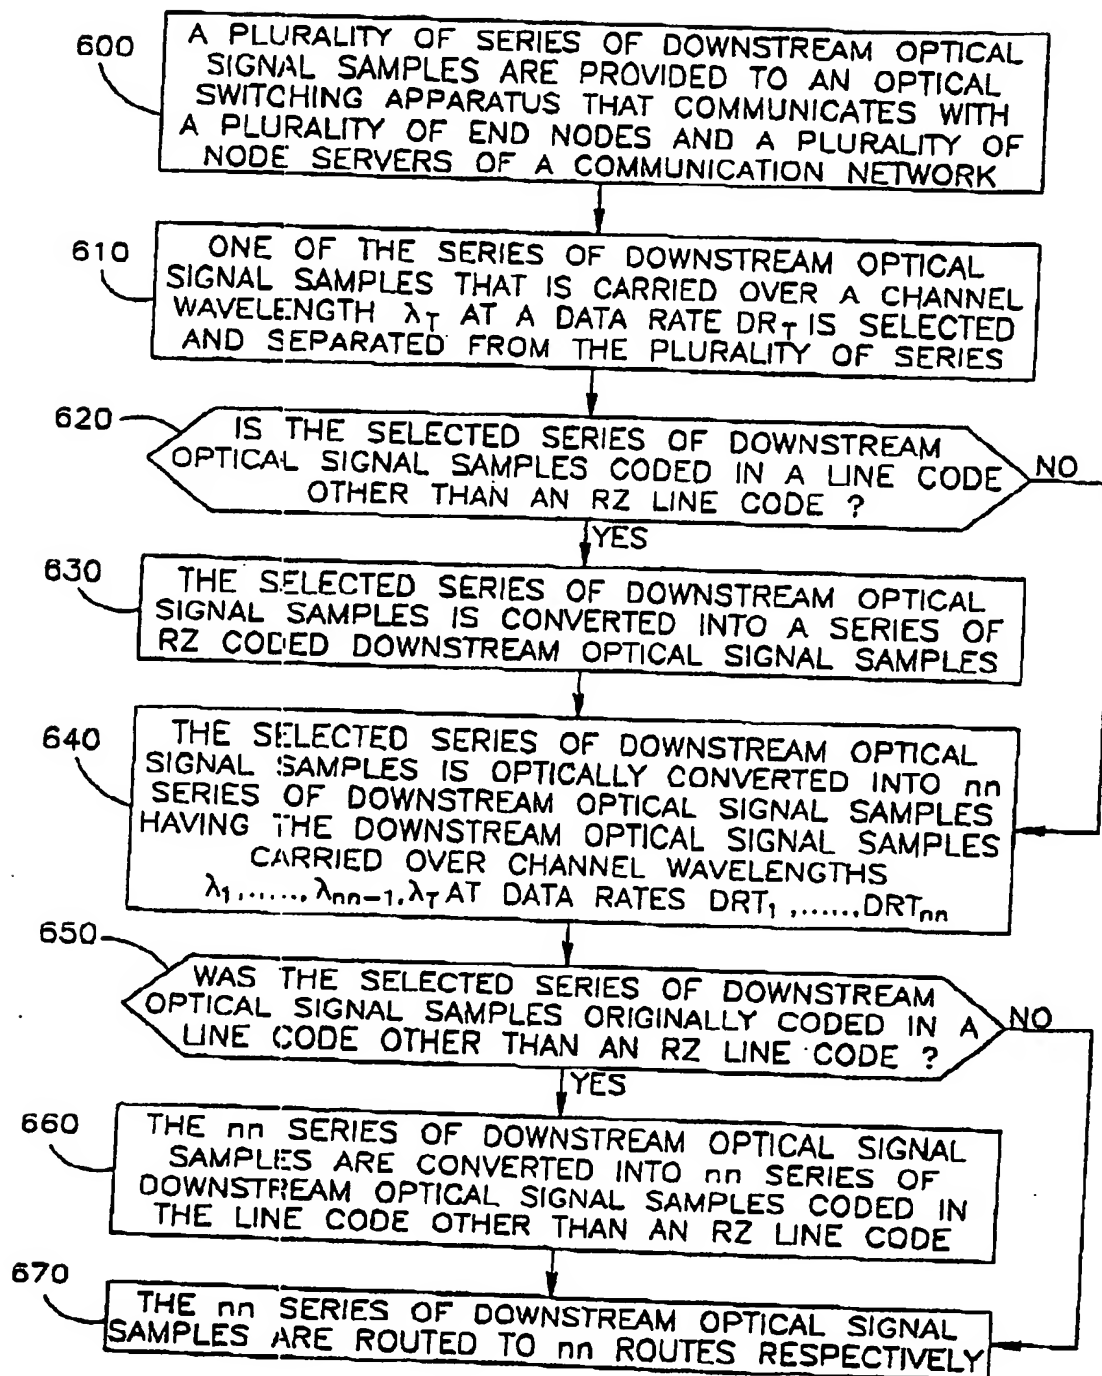 600
A PLURALITY OF SERIES OF DOWNSTREAM OPTICAL
SIGNAL SAMPLES ARE PROVIDED TO AN OPTICAL
SWITCHING APPARATUS THAT COMMUNICATES WITH
A PLURALITY OF END NODES AND A PLURALITY OF
NODE SERVERS OF A COMMUNICATION NETWORK
610
ONE OF THE SERIES OF DOWNSTREAM OPTICAL
SIGNAL SAMPLES THAT IS CARRIED OVER A CHANNEL
WAVELENGTH λT AT A DATA RATE DRT IS SELECTED
AND SEPARATED FROM THE PLURALITY OF SERIES
620
IS THE SELECTED SERIES OF DOWNSTREAM
OPTICAL SIGNAL SAMPLES CODED IN A LINE CODE
OTHER THAN AN RZ LINE CODE ?
NO
YES
630
THE SELECTED SERIES OF DOWNSTREAM OPTICAL
SIGNAL SAMPLES IS CONVERTED INTO A SERIES OF
RZ CODED DOWNSTREAM OPTICAL SIGNAL SAMPLES
640
THE SELECTED SERIES OF DOWNSTREAM OPTICAL
SIGNAL SAMPLES IS OPTICALLY CONVERTED INTO nn
SERIES OF DOWNSTREAM OPTICAL SIGNAL SAMPLES
HAVING THE DOWNSTREAM OPTICAL SIGNAL SAMPLES
CARRIED OVER CHANNEL WAVELENGTHS
λ1,......,λnn-1,λT AT DATA RATES DRT1,......,DRTnn
650
WAS THE SELECTED SERIES OF DOWNSTREAM
OPTICAL SIGNAL SAMPLES ORIGINALLY CODED IN A
LINE CODE OTHER THAN AN RZ LINE CODE ?
NO
YES
660
THE nn SERIES OF DOWNSTREAM OPTICAL SIGNAL
SAMPLES ARE CONVERTED INTO nn SERIES OF
DOWNSTREAM OPTICAL SIGNAL SAMPLES CODED IN
THE LINE CODE OTHER THAN AN RZ LINE CODE
670
THE nn SERIES OF DOWNSTREAM OPTICAL SIGNAL
SAMPLES ARE ROUTED TO nn ROUTES RESPECTIVELY